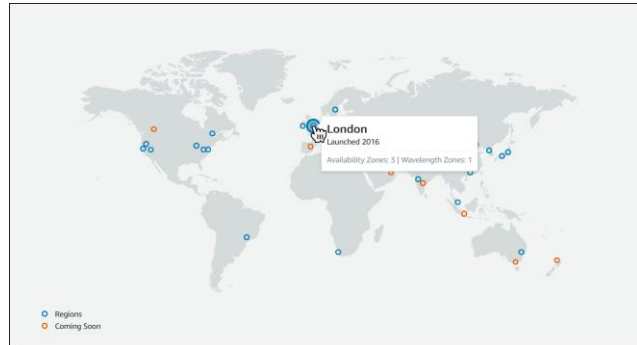 London
Launched 2016
Availability Zones: 3 | Wavelength Zones: 1
Regions
Coming Soon